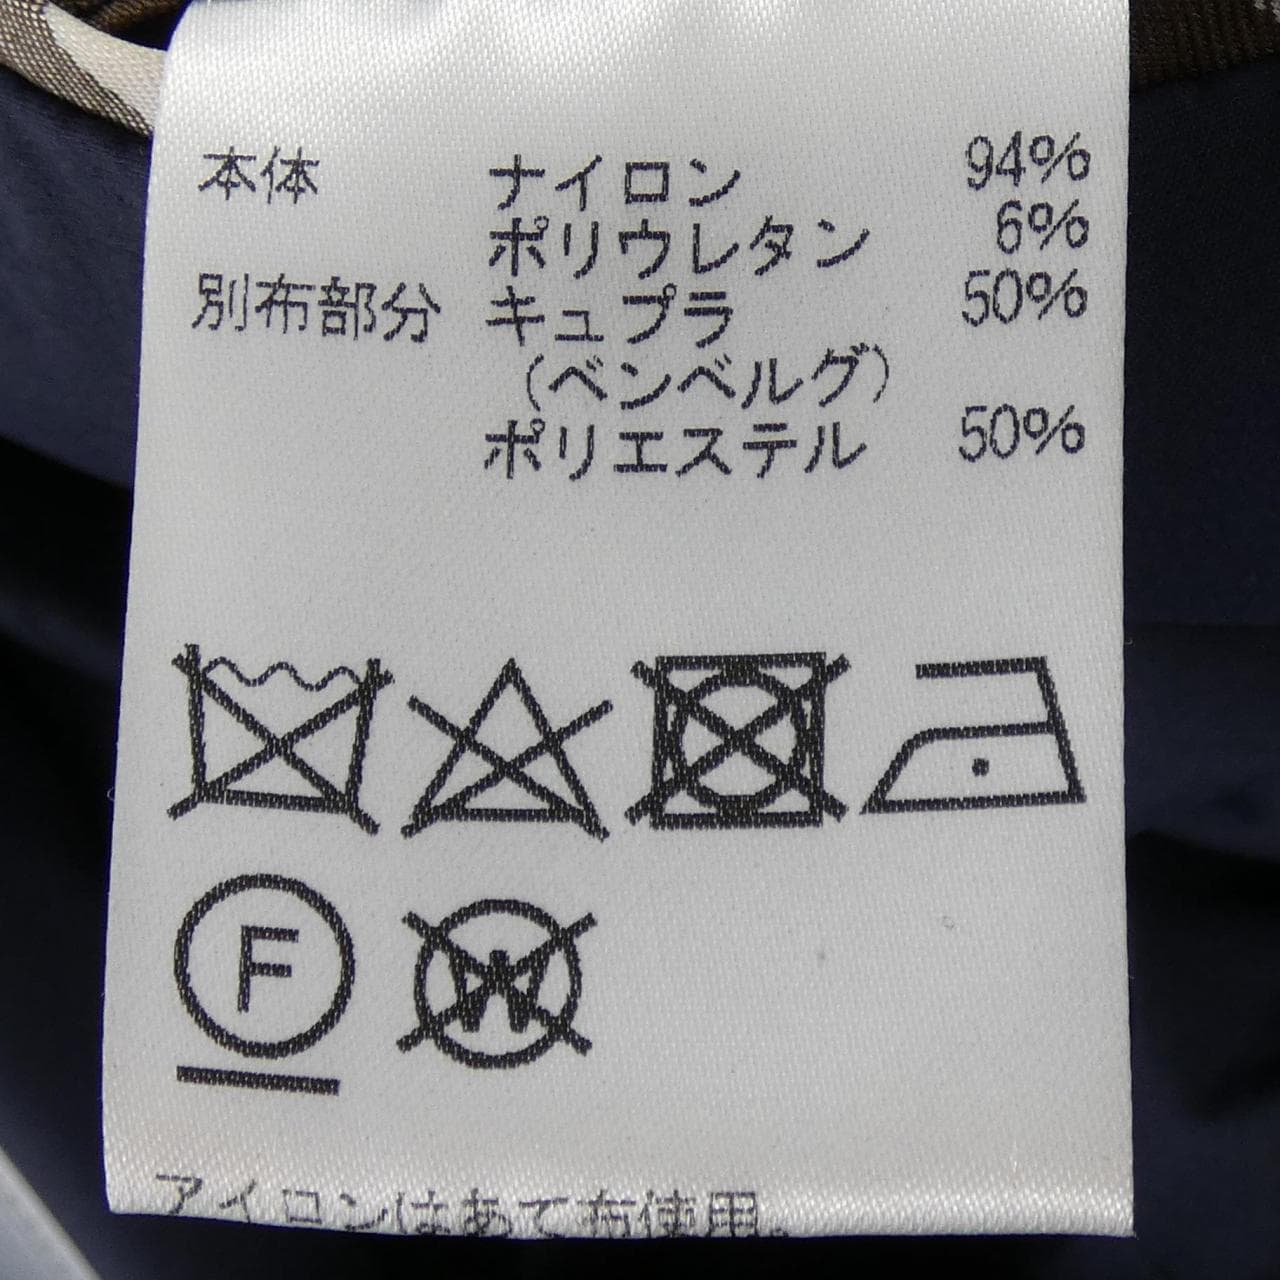 本体 ナイロン 94%
ポリウレタン 6%
別布部分 キュプラ 50%
(ベンベルグ)
ポリエステル 50%
F W
アイロンはあて布使用。